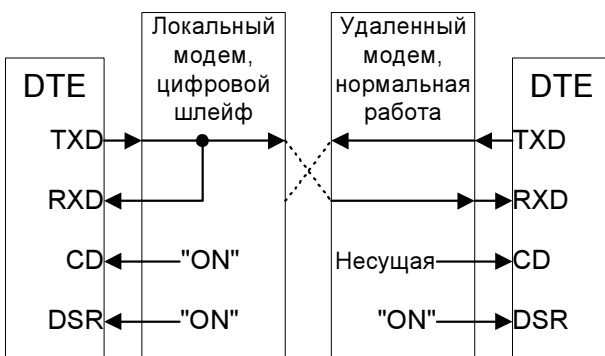 Локальный
модем,
цифровой
шлейф
Удаленный
модем,
нормальная
работа
DTE
DTE
TXD
TXD
RXD
RXD
CD
"ON"
Несущая
CD
DSR
"ON"
"ON"
DSR